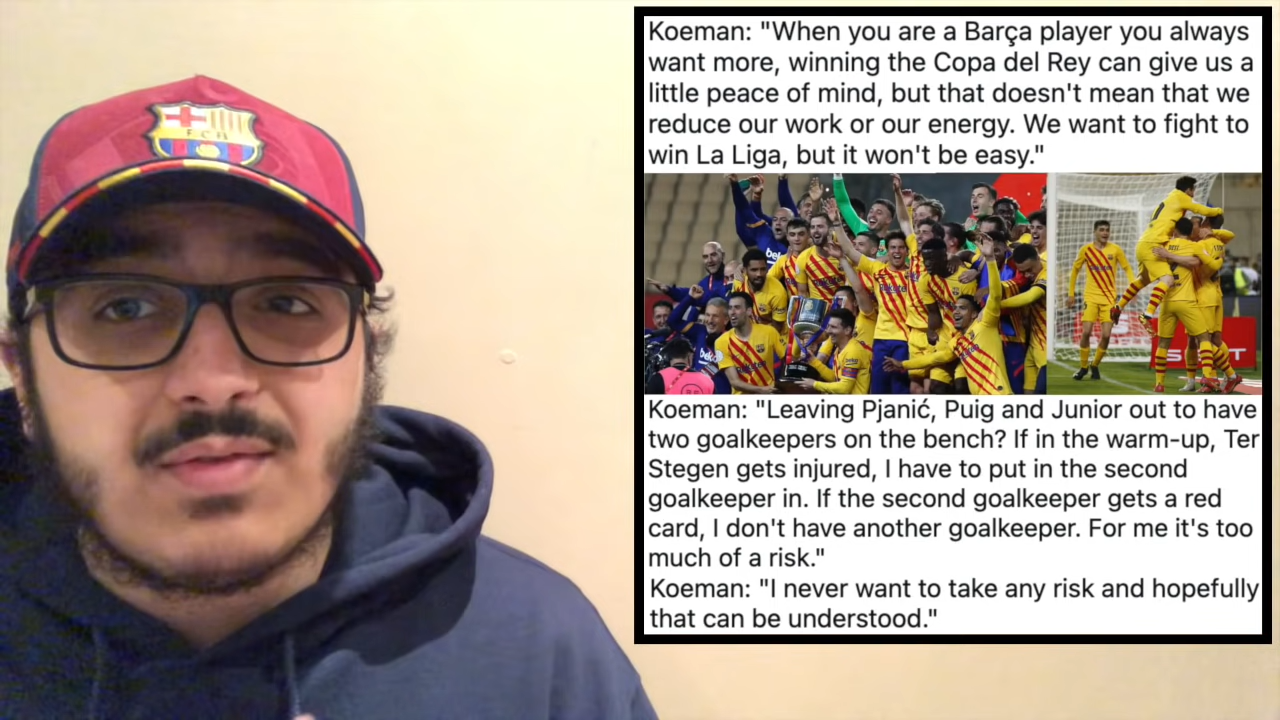 FCB
Koeman: "When you are a Barça player you always
want more, winning the Copa del Rey can give us a
little peace of mind, but that doesn't mean that we
reduce our work or our energy. We want to fight to
win La Liga, but it won't be easy."
Koeman: "Leaving Pjanić, Puig and Junior out to have
two goalkeepers on the bench? If in the warm-up, Ter
Stegen gets injured, I have to put in the second
goalkeeper in. If the second goalkeeper gets a red
card, I don't have another goalkeeper. For me it's too
much of a risk."
Koeman: "I never want to take any risk and hopefully
that can be understood."